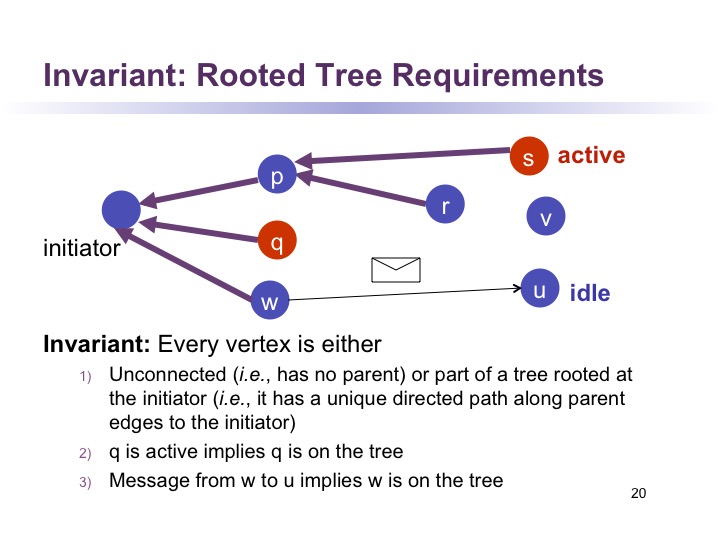 Invariant: Rooted Tree Requirements
s
active
p
r
v
initiator
q
w
u
idle
Invariant: Every vertex is either
1) Unconnected (i.e., has no parent) or part of a tree rooted at
the initiator (i.e., it has a unique directed path along parent
edges to the initiator)
2) q is active implies q is on the tree
3) Message from w to u implies w is on the tree
20